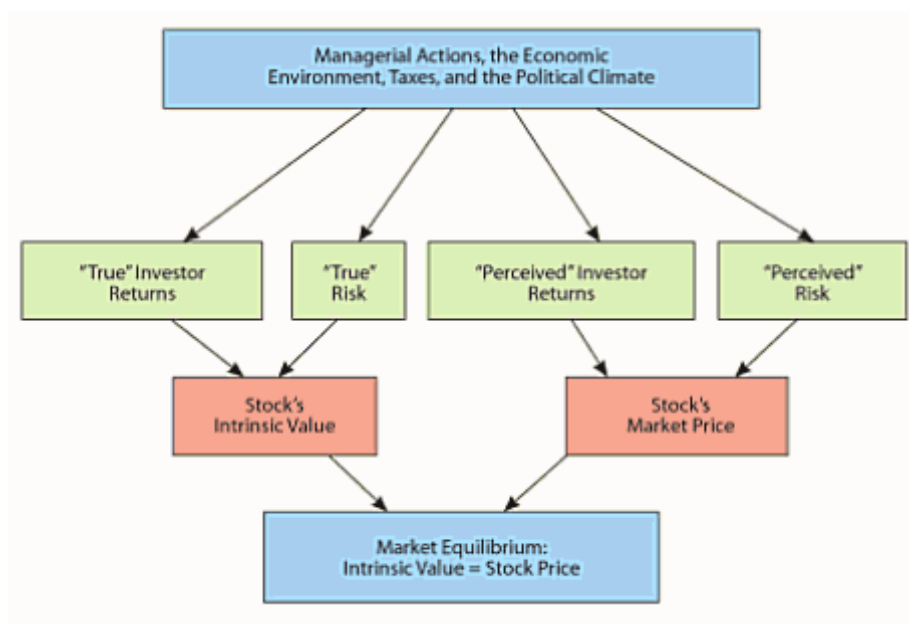 Managerial Actions, the Economic
Environment, Taxes, and the Political Climate
“True” Investor
Returns
“True”
Risk
“Perceived” Investor
Returns
“Perceived”
Risk
Stock’s
Intrinsic Value
Stock’s
Market Price
Market Equilibrium:
Intrinsic Value = Stock Price